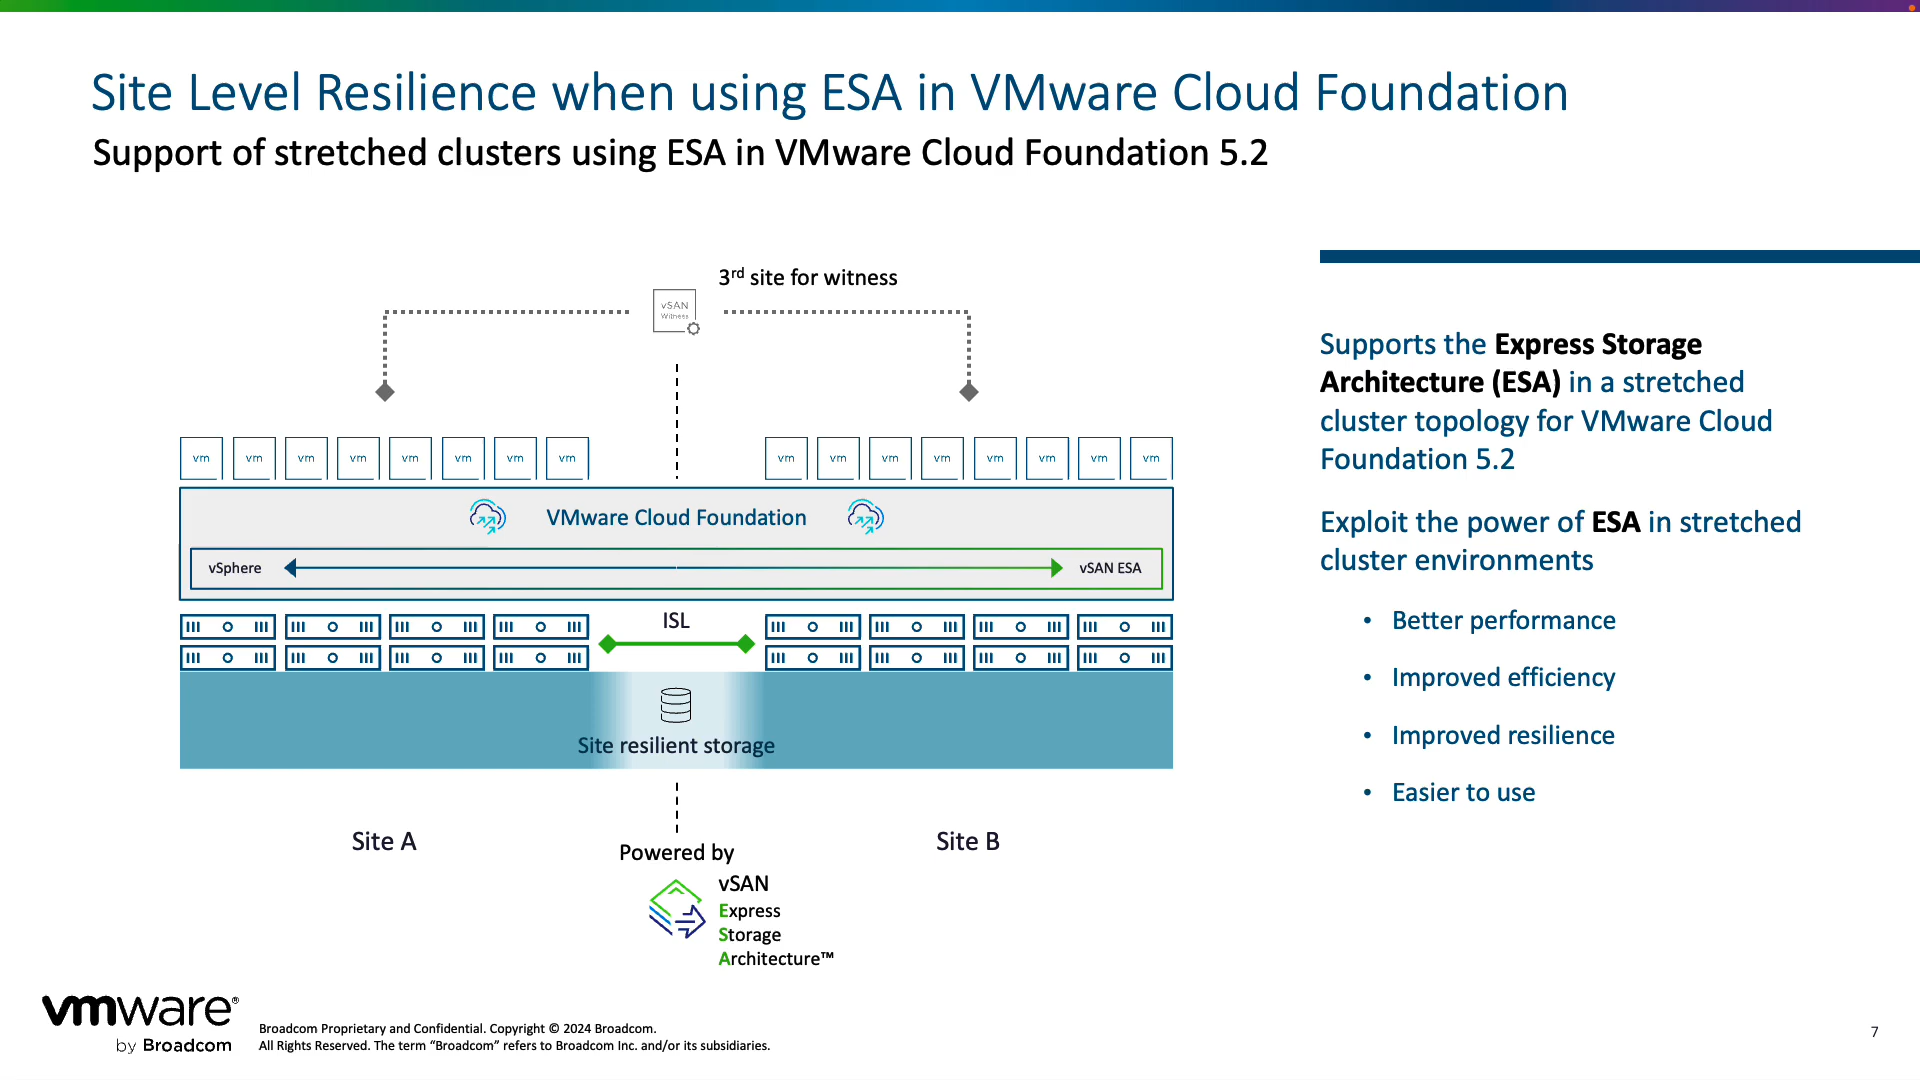 Site Level Resilience when using ESA in VMware Cloud Foundation
Support of stretched clusters using ESA in VMware Cloud Foundation 5.2
3rd site for witness
vSAN
Witness
vm vm vm vm vm vm vm vm
vm vm vm vm vm vm vm vm
VMware Cloud Foundation
vSphere
vSAN ESA
ISL
Site resilient storage
Site A
Site B
Powered by
vSAN
Express
Storage
Architecture™
Supports the Express Storage
Architecture (ESA) in a stretched
cluster topology for VMware Cloud
Foundation 5.2
Exploit the power of ESA in stretched
cluster environments
• Better performance
• Improved efficiency
• Improved resilience
• Easier to use
vmware®
by Broadcom
Broadcom Proprietary and Confidential. Copyright © 2024 Broadcom.
All Rights Reserved. The term “Broadcom” refers to Broadcom Inc. and/or its subsidiaries.
7